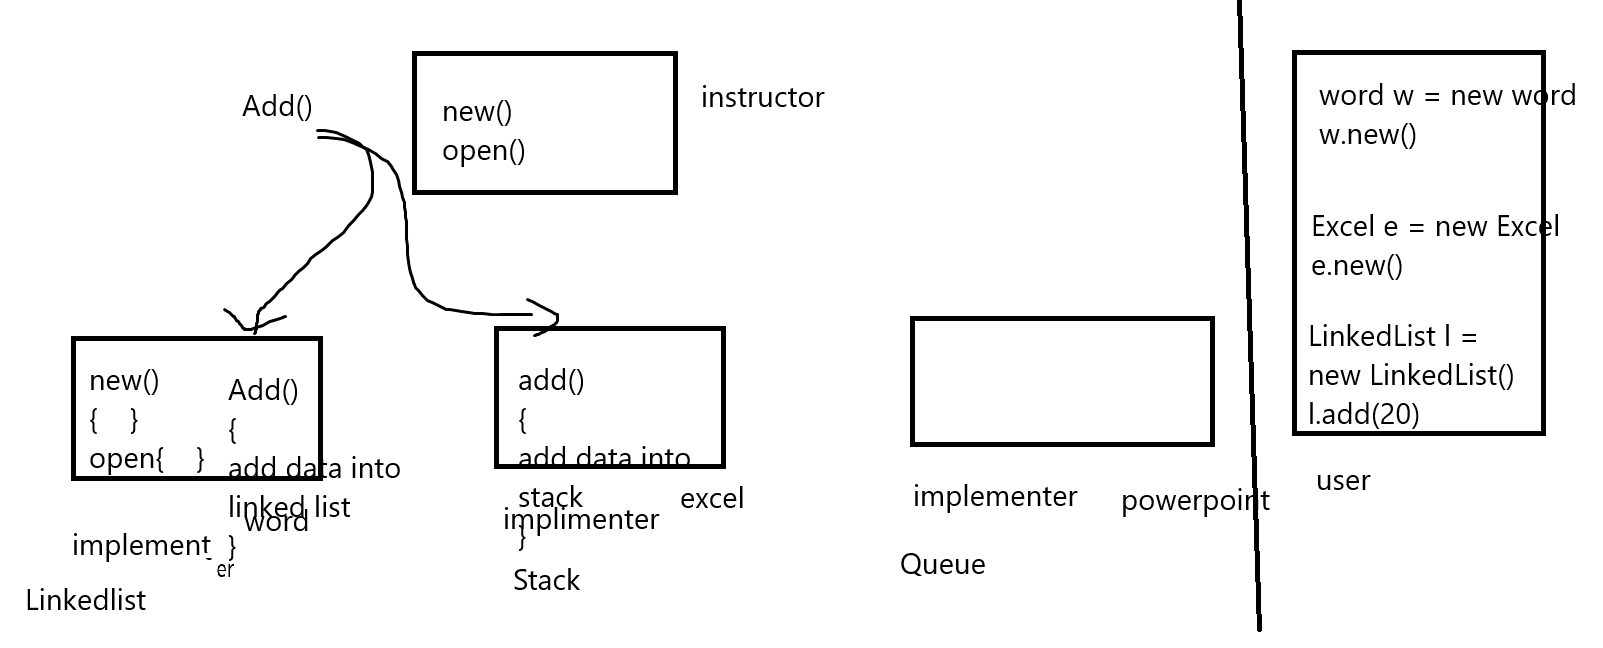 Add()
new()
open()
instructor
new()
{ }
open{ }
Add()
{
add data into
linked list
}
word
implement
er
Linkedlist
add()
{
add data into
stack
}
excel
implimenter
Stack
implementer
powerpoint
Queue
word w = new word
w.new()
Excel e = new Excel
e.new()
LinkedList l =
new LinkedList()
l.add(20)
user